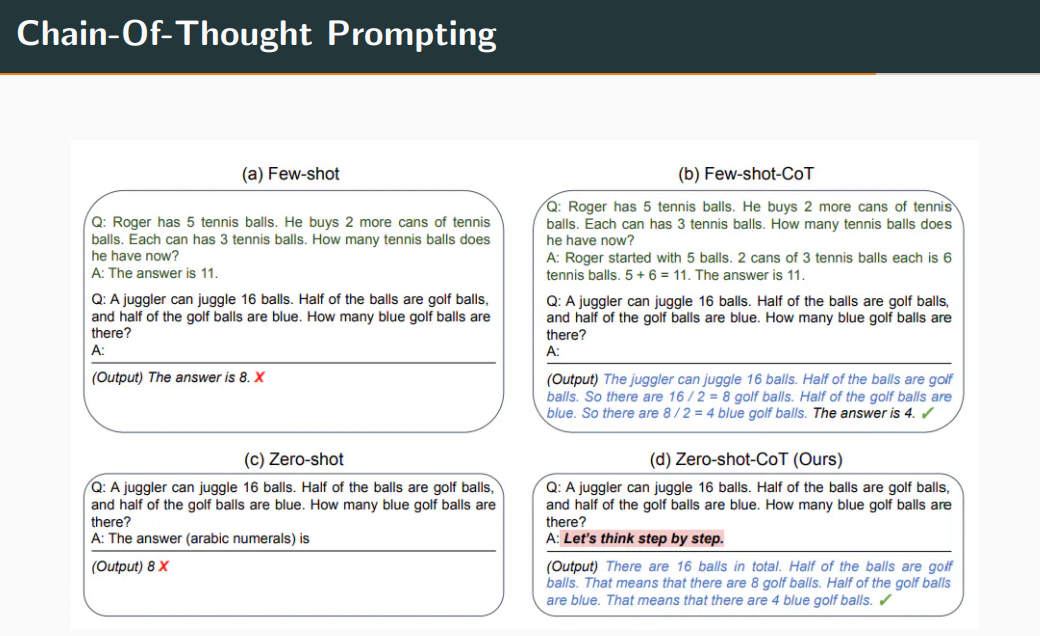 Chain-Of-Thought Prompting
(a) Few-shot
Q: Roger has 5 tennis balls. He buys 2 more cans of tennis
balls. Each can has 3 tennis balls. How many tennis balls does
he have now?
A: The answer is 11.
Q: A juggler can juggle 16 balls. Half of the balls are golf balls,
and half of the golf balls are blue. How many blue golf balls are
there?
A:
(Output) The answer is 8. X
(b) Few-shot-CoT
Q: Roger has 5 tennis balls. He buys 2 more cans of tennis
balls. Each can has 3 tennis balls. How many tennis balls does
he have now?
A: Roger started with 5 balls. 2 cans of 3 tennis balls each is 6
tennis balls. 5 + 6 = 11. The answer is 11.
Q: A juggler can juggle 16 balls. Half of the balls are golf balls,
and half of the golf balls are blue. How many blue golf balls are
there?
A:
(Output) The juggler can juggle 16 balls. Half of the balls are golf
balls. So there are 16 / 2 = 8 golf balls. Half of the golf balls are
blue. So there are 8 / 2 = 4 blue golf balls. The answer is 4. ✓
(c) Zero-shot
Q: A juggler can juggle 16 balls. Half of the balls are golf balls,
and half of the golf balls are blue. How many blue golf balls are
there?
A: The answer (arabic numerals) is
(Output) 8 X
(d) Zero-shot-CoT (Ours)
Q: A juggler can juggle 16 balls. Half of the balls are golf balls,
and half of the golf balls are blue. How many blue golf balls are
there?
A: Let's think step by step.
(Output) There are 16 balls in total. Half of the balls are golf
balls. That means that there are 8 golf balls. Half of the golf balls
are blue. That means that there are 4 blue golf balls. ✓